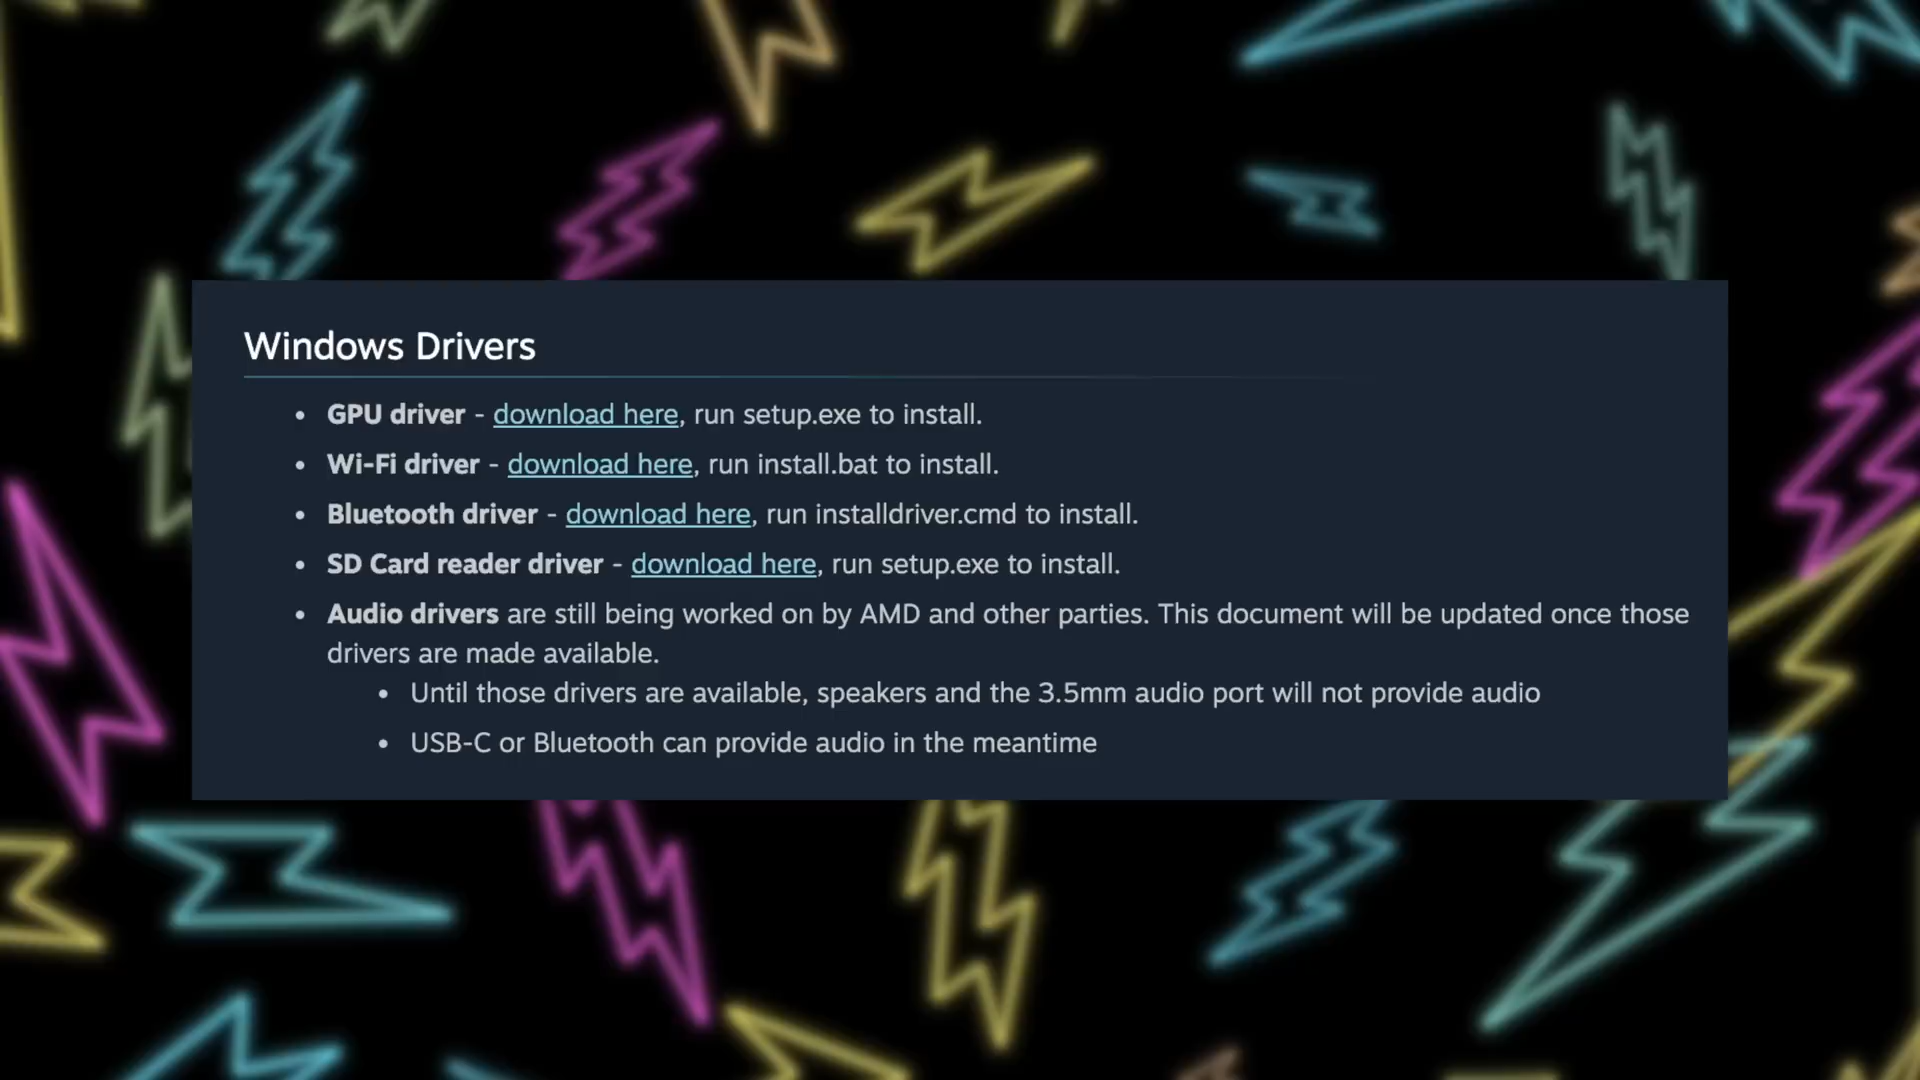 Windows Drivers
• GPU driver - download here, run setup.exe to install.
• Wi-Fi driver - download here, run install.bat to install.
• Bluetooth driver - download here, run installdriver.cmd to install.
• SD Card reader driver - download here, run setup.exe to install.
• Audio drivers are still being worked on by AMD and other parties. This document will be updated once those
drivers are made available.
• Until those drivers are available, speakers and the 3.5mm audio port will not provide audio
• USB-C or Bluetooth can provide audio in the meantime